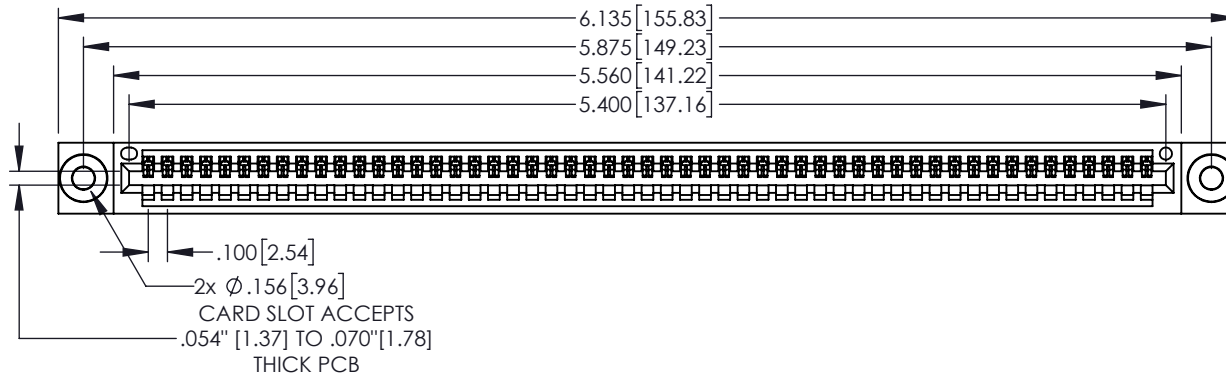 6.135[155.83]
5.875[149.23]
5.560[141.22]
5.400[137.16]
.100[2.54]
2x Ø.156[3.96]
CARD SLOT ACCEPTS
.054" [1.37] TO .070"[1.78]
THICK PCB